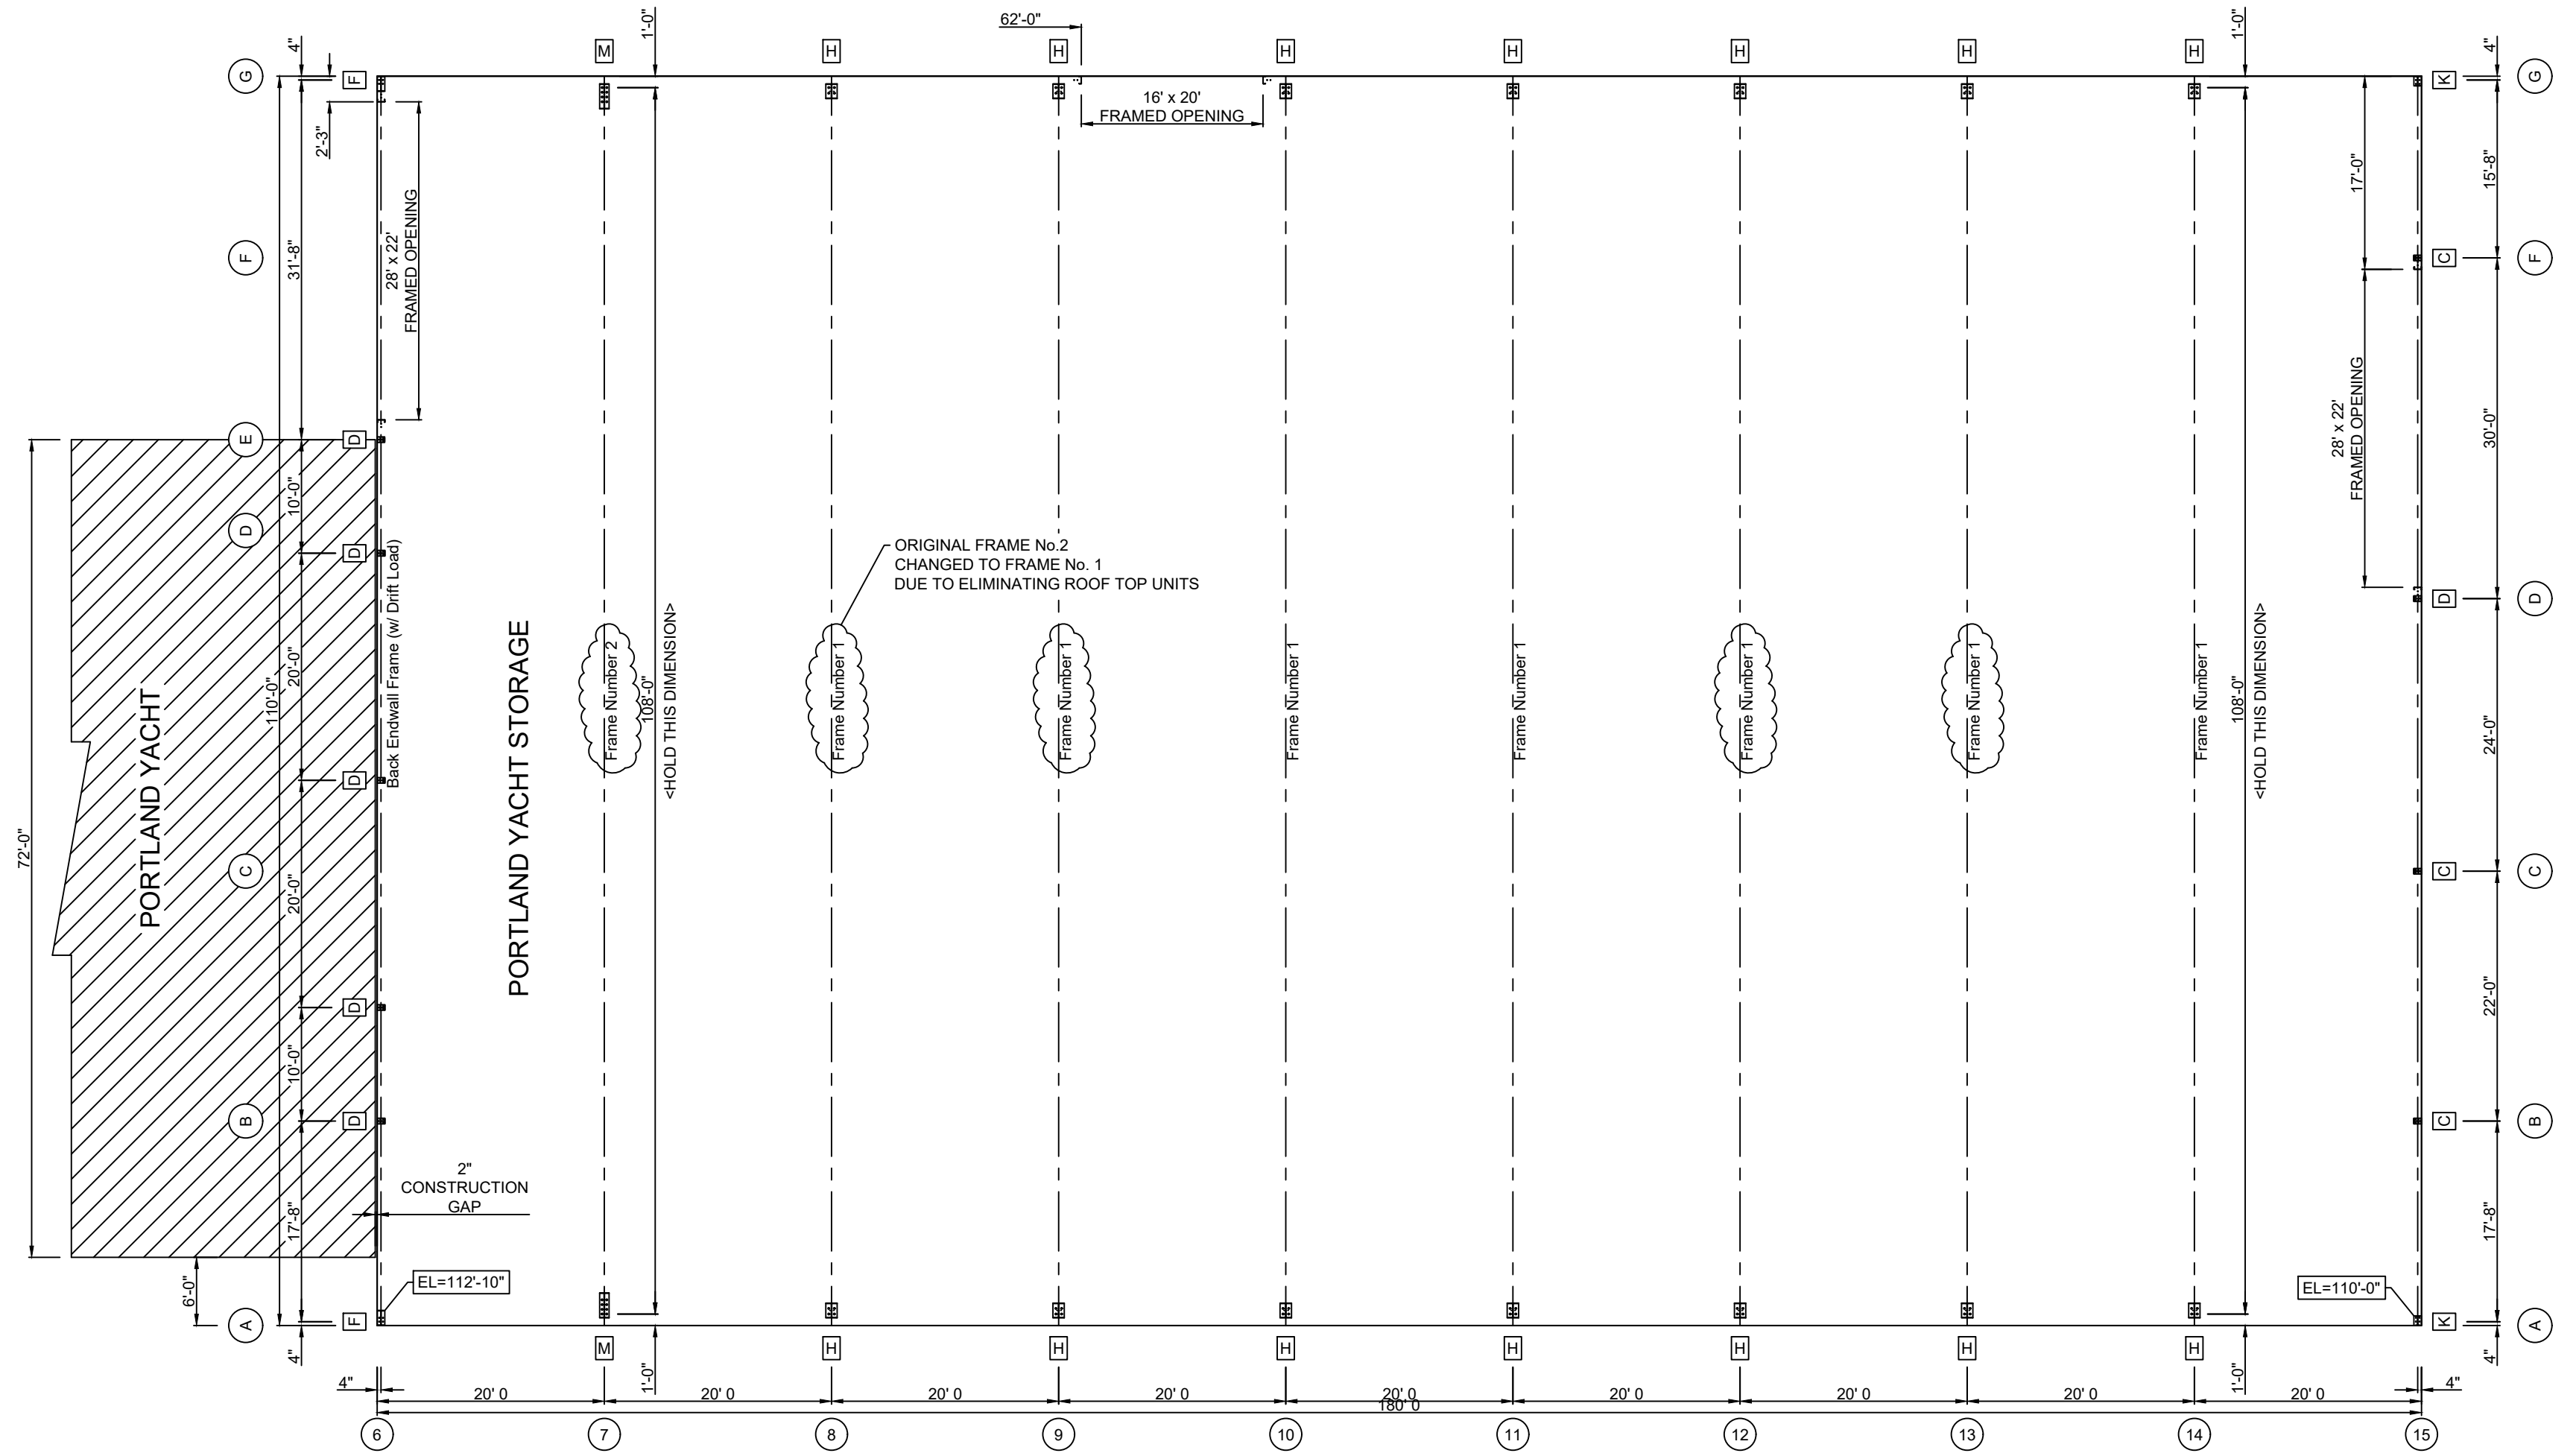 62'-0"
1'-0"
1'-0"
4"
4"
G
F
M
H
H
H
H
H
H
H
K
G
16' x 20'
FRAMED OPENING
2'-3"
31'-8"
28' x 22'
FRAMED OPENING
17'-0"
15'-8"
F
C
F
28' x 22'
FRAMED OPENING
30'-0"
E
D
10'-0"
D
D
D
D
ORIGINAL FRAME No.2
CHANGED TO FRAME No. 1
DUE TO ELIMINATING ROOF TOP UNITS
72'-0"
PORTLAND YACHT
110'-0"
20'-0"
D
Back Endwall Frame (w/ Drift Load)
PORTLAND YACHT STORAGE
Frame Number 2
108'-0"
<HOLD THIS DIMENSION>
Frame Number 1
Frame Number 1
Frame Number 1
Frame Number 1
Frame Number 1
Frame Number 1
Frame Number 1
108'-0"
<HOLD THIS DIMENSION>
24'-0"
C
20'-0"
C
C
D
10'-0"
22'-0"
B
D
C
B
2"
CONSTRUCTION
GAP
17'-8"
17'-8"
6'-0"
EL=112'-10"
EL=110'-0"
A
F
K
A
M
H
H
H
H
H
H
H
4"
1'-0"
1'-0"
4"
4"
20' 0
20' 0
20' 0
20' 0
20' 0
20' 0
20' 0
20' 0
20' 0
4"
180' 0
6
7
8
9
10
11
12
13
14
15